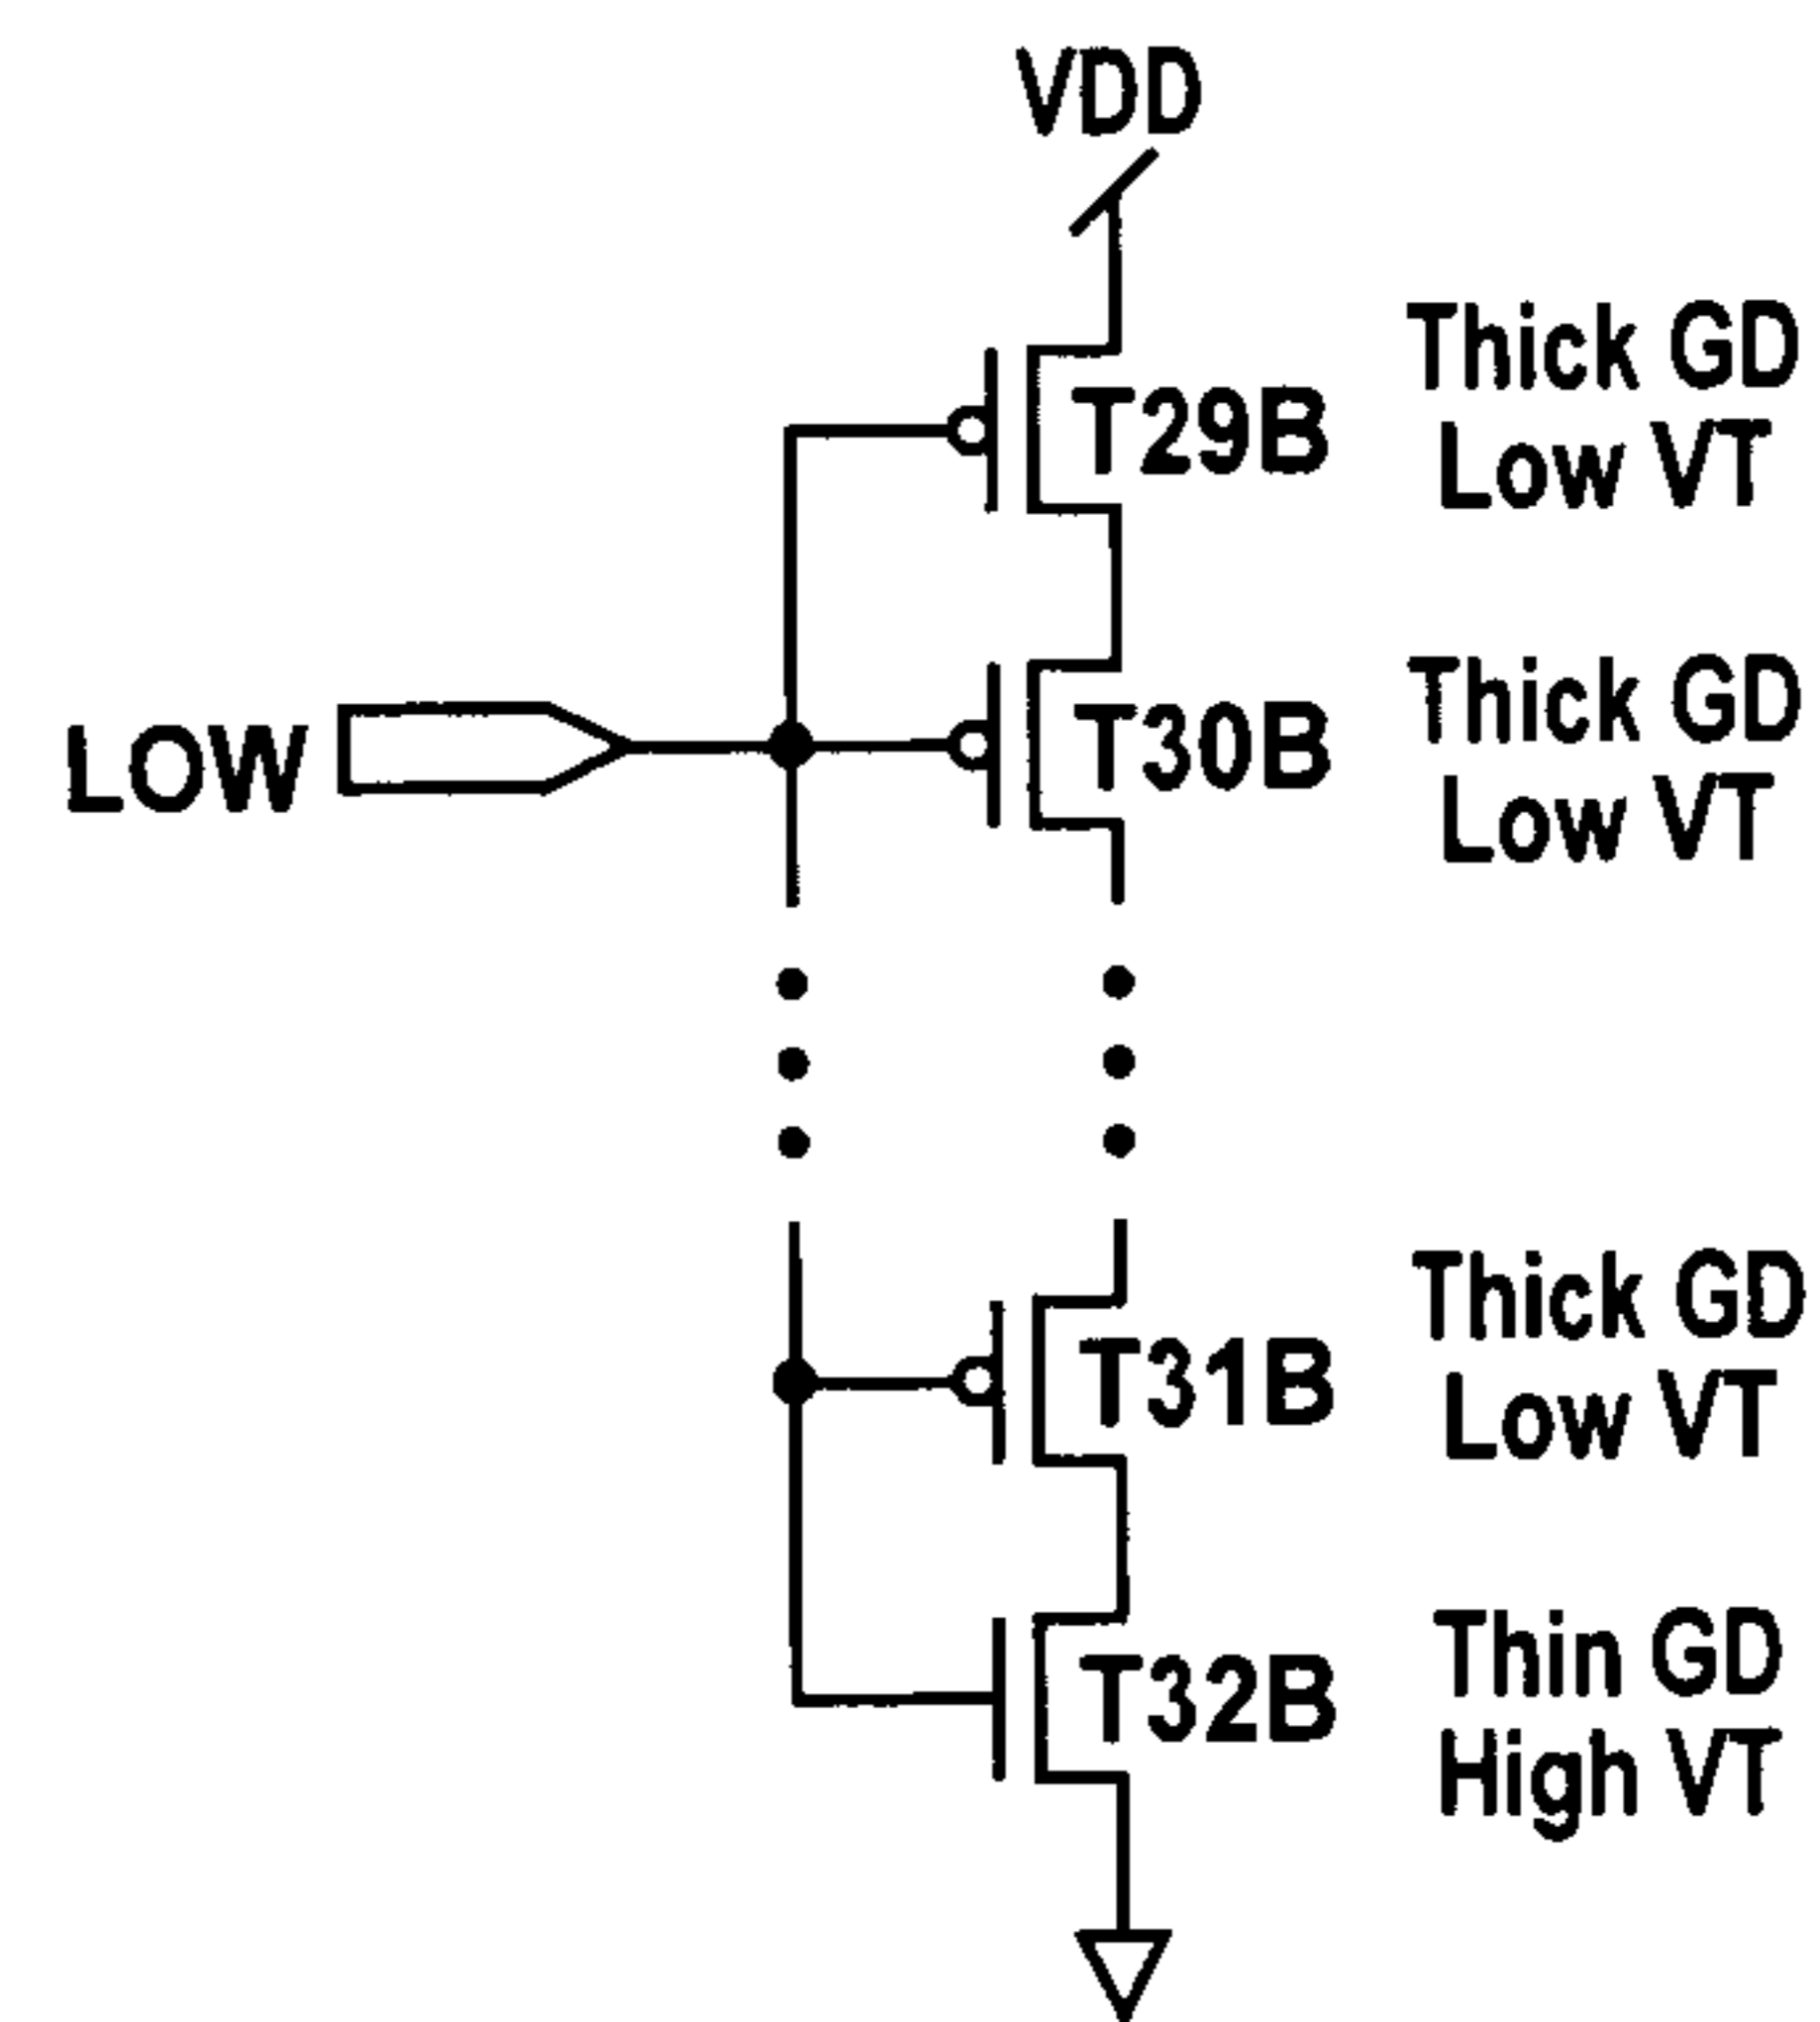 VDD
Thick GD
T29B
Low VT
Thick GD
LOW
T30B
Low VT
Thick GD
T31B
Low VT
Thin GD
T32B
High VT